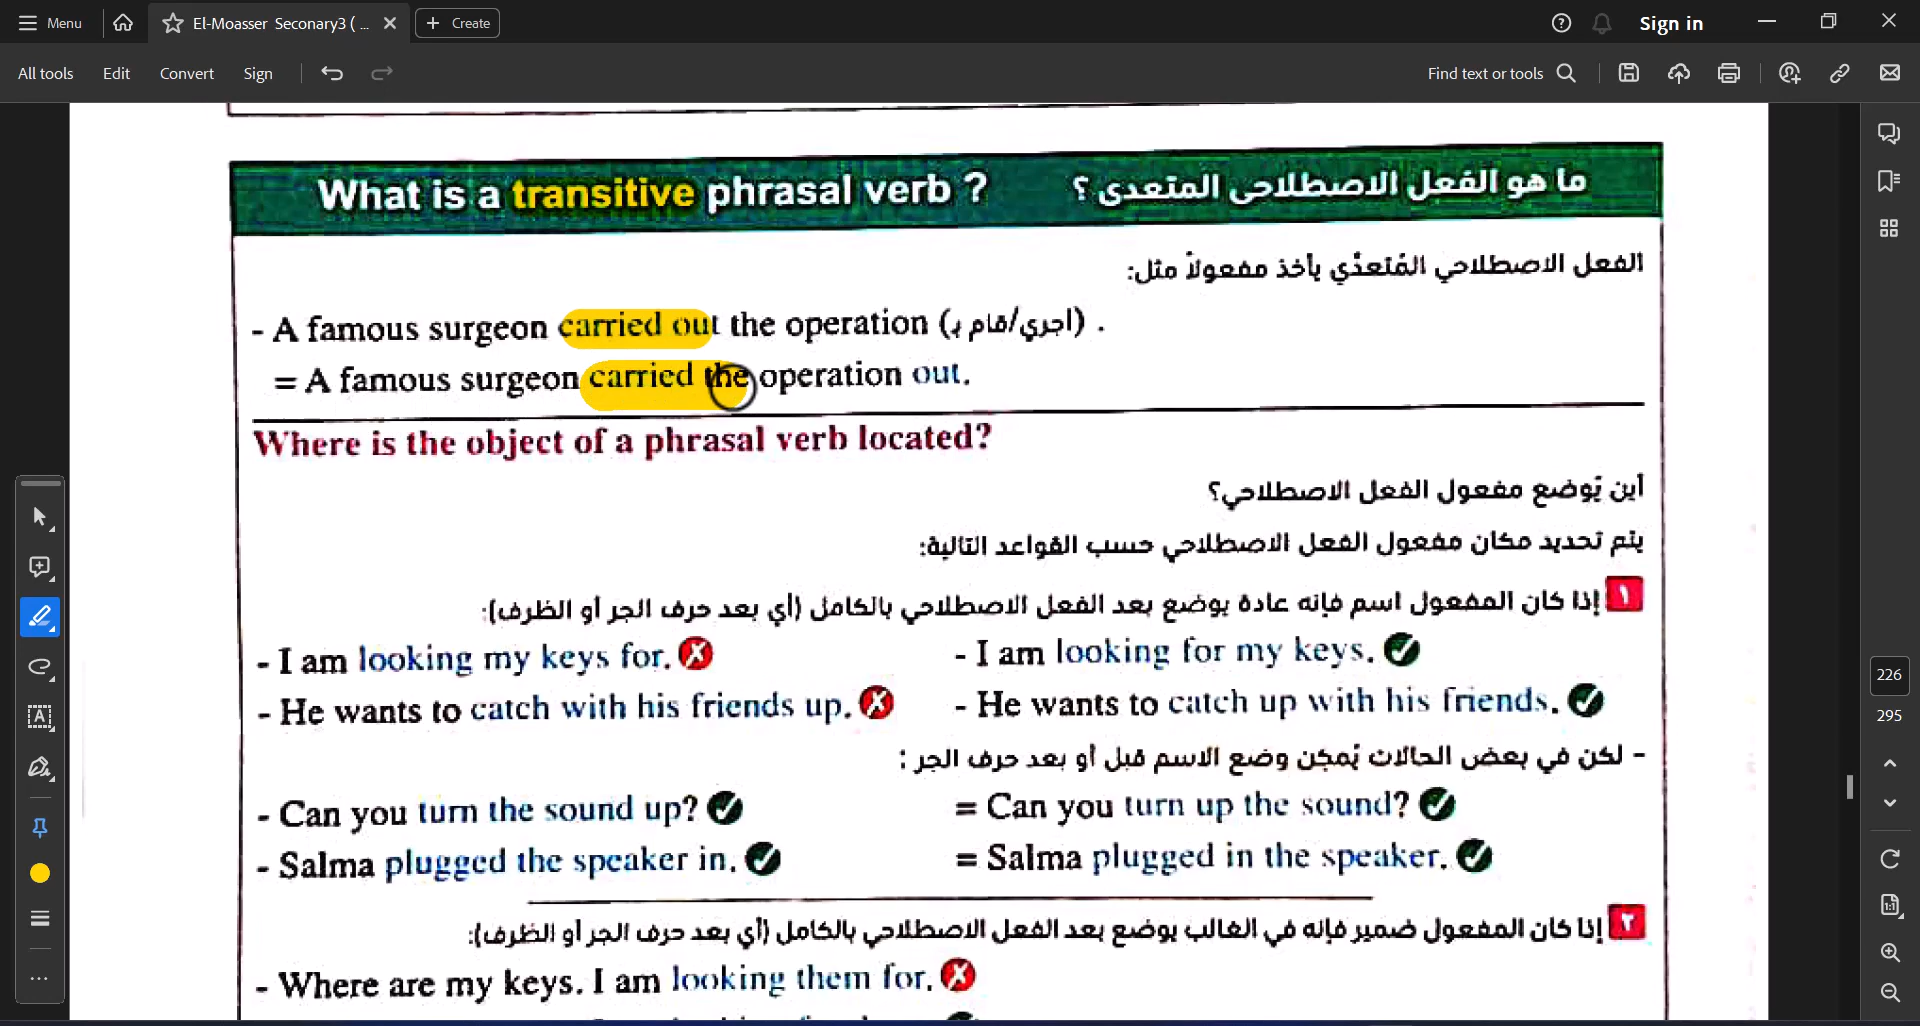 Menu
El-Moasser Seconary3 ( ...
Create
Sign in
All tools
Edit
Convert
Sign
Find text or tools
What is a transitive phrasal verb ? ما هو الفعل الاصطلاحى المتعدى ؟
الفعل الاصطلاحي المُتعدِّي يأخذ مفعولاً مثل:
- A famous surgeon carried out the operation (اجري/قام بـ) .
= A famous surgeon carried the operation out.
Where is the object of a phrasal verb located?
أين يُوضع مفعول الفعل الاصطلاحي؟
يتم تحديد مكان مفعول الفعل الاصطلاحي حسب القواعد التالية:
١ إذا كان المفعول اسم فإنه عادة يوضع بعد الفعل الاصطلاحي بالكامل (أي بعد حرف الجر أو الظرف):
- I am looking my keys for. - I am looking for my keys.
- He wants to catch with his friends up. - He wants to catch up with his friends.
- لكن في بعض الحالات يُمكن وضع الاسم قبل أو بعد حرف الجر :
- Can you turn the sound up? = Can you turn up the sound?
- Salma plugged the speaker in. = Salma plugged in the speaker.
٢ إذا كان المفعول ضمير فإنه في الغالب يوضع بعد الفعل الاصطلاحي بالكامل (أي بعد حرف الجر أو الظرف):
- Where are my keys. I am looking them for.
226
295
1:1